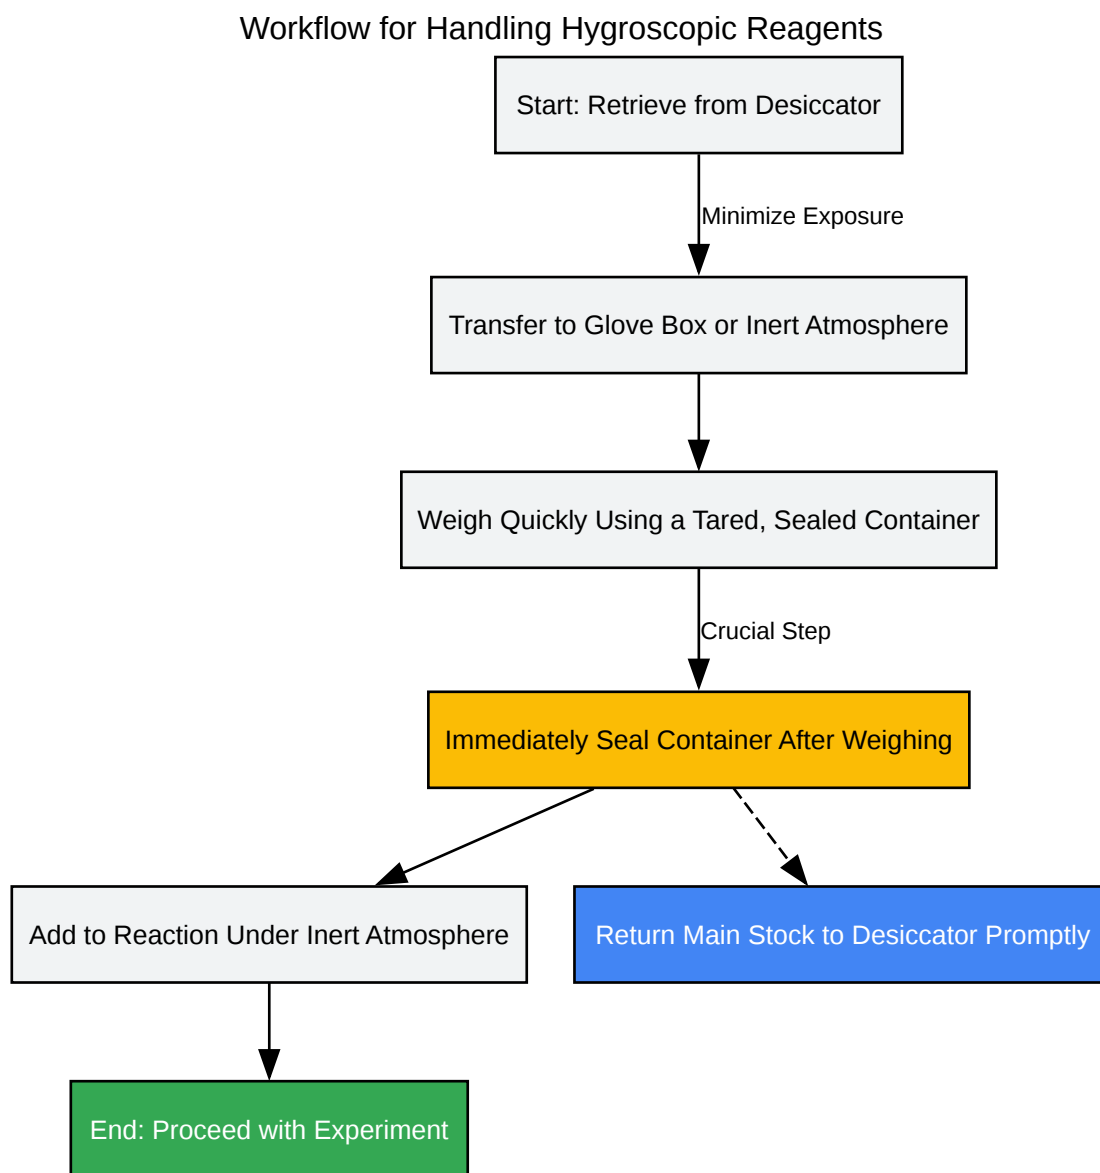 Workflow for Handling Hygroscopic Reagents
Start: Retrieve from Desiccator
Minimize Exposure
Transfer to Glove Box or Inert Atmosphere
Weigh Quickly Using a Tared, Sealed Container
Crucial Step
Immediately Seal Container After Weighing
Add to Reaction Under Inert Atmosphere
Return Main Stock to Desiccator Promptly
End: Proceed with Experiment